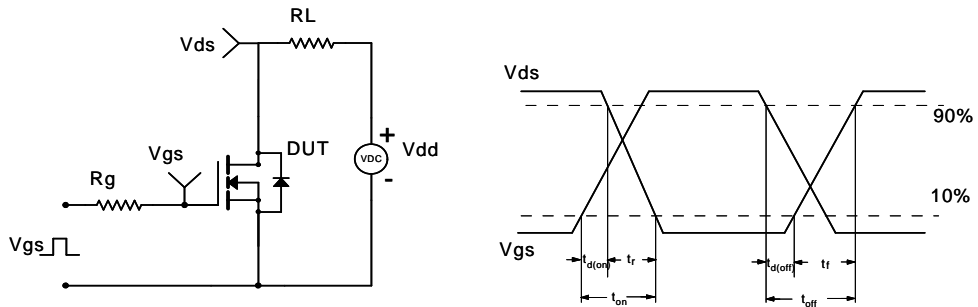 RL
Vds
DUT
Vgs
Rg
VDC
+
Vdd
-
Vgs
Vds
90%
10%
Vgs
td(on)
tr
td(off)
tf
ton
toff